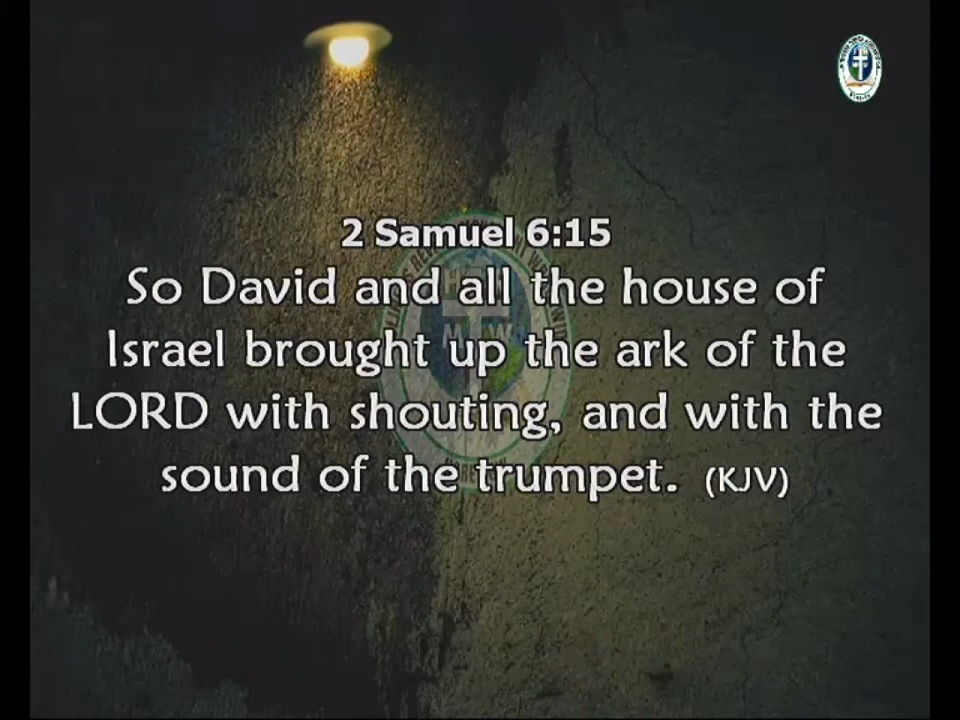 2 Samuel 6:15
So David and all the house of
Israel brought up the ark of the
LORD with shouting, and with the
sound of the trumpet. (KJV)